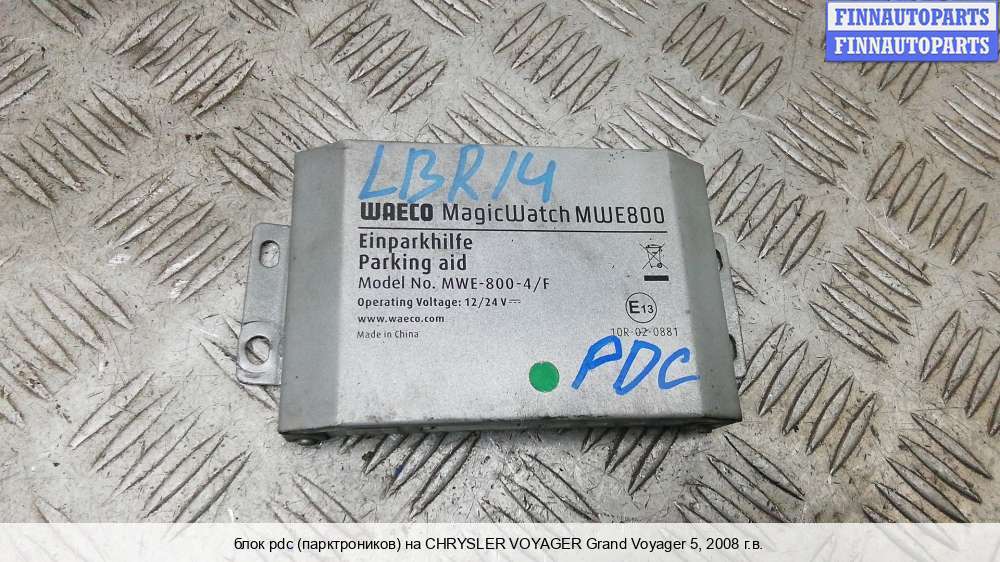 FINNAUTOPARTS
FINNAUTOPARTS
LBR14
WAECO MagicWatch MWE800
Einparkhilfe
Parking aid
Model No. MWE-800-4/F
Operating Voltage: 12/24 V
www.waeco.com
Made in China
E13
10R-02-0881
PDC
блок pdc (парктроников) на CHRYSLER VOYAGER Grand Voyager 5, 2008 г.в.